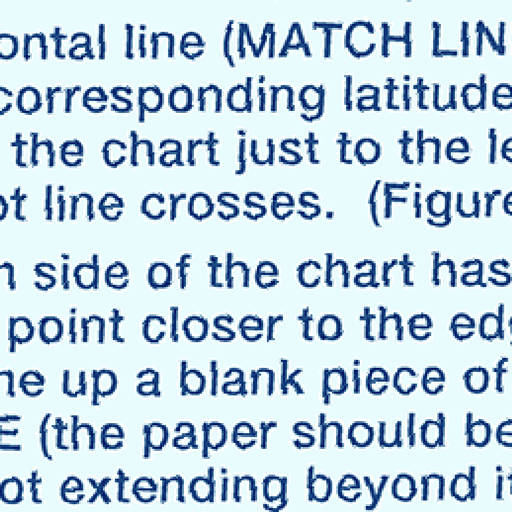 ontal line (MATCH LIN
corresponding latitude
the chart just to the le
ot line crosses. (Figure
n side of the chart has
point closer to the ed
ne up a blank piece of
E (the paper should be
ot extending beyond it